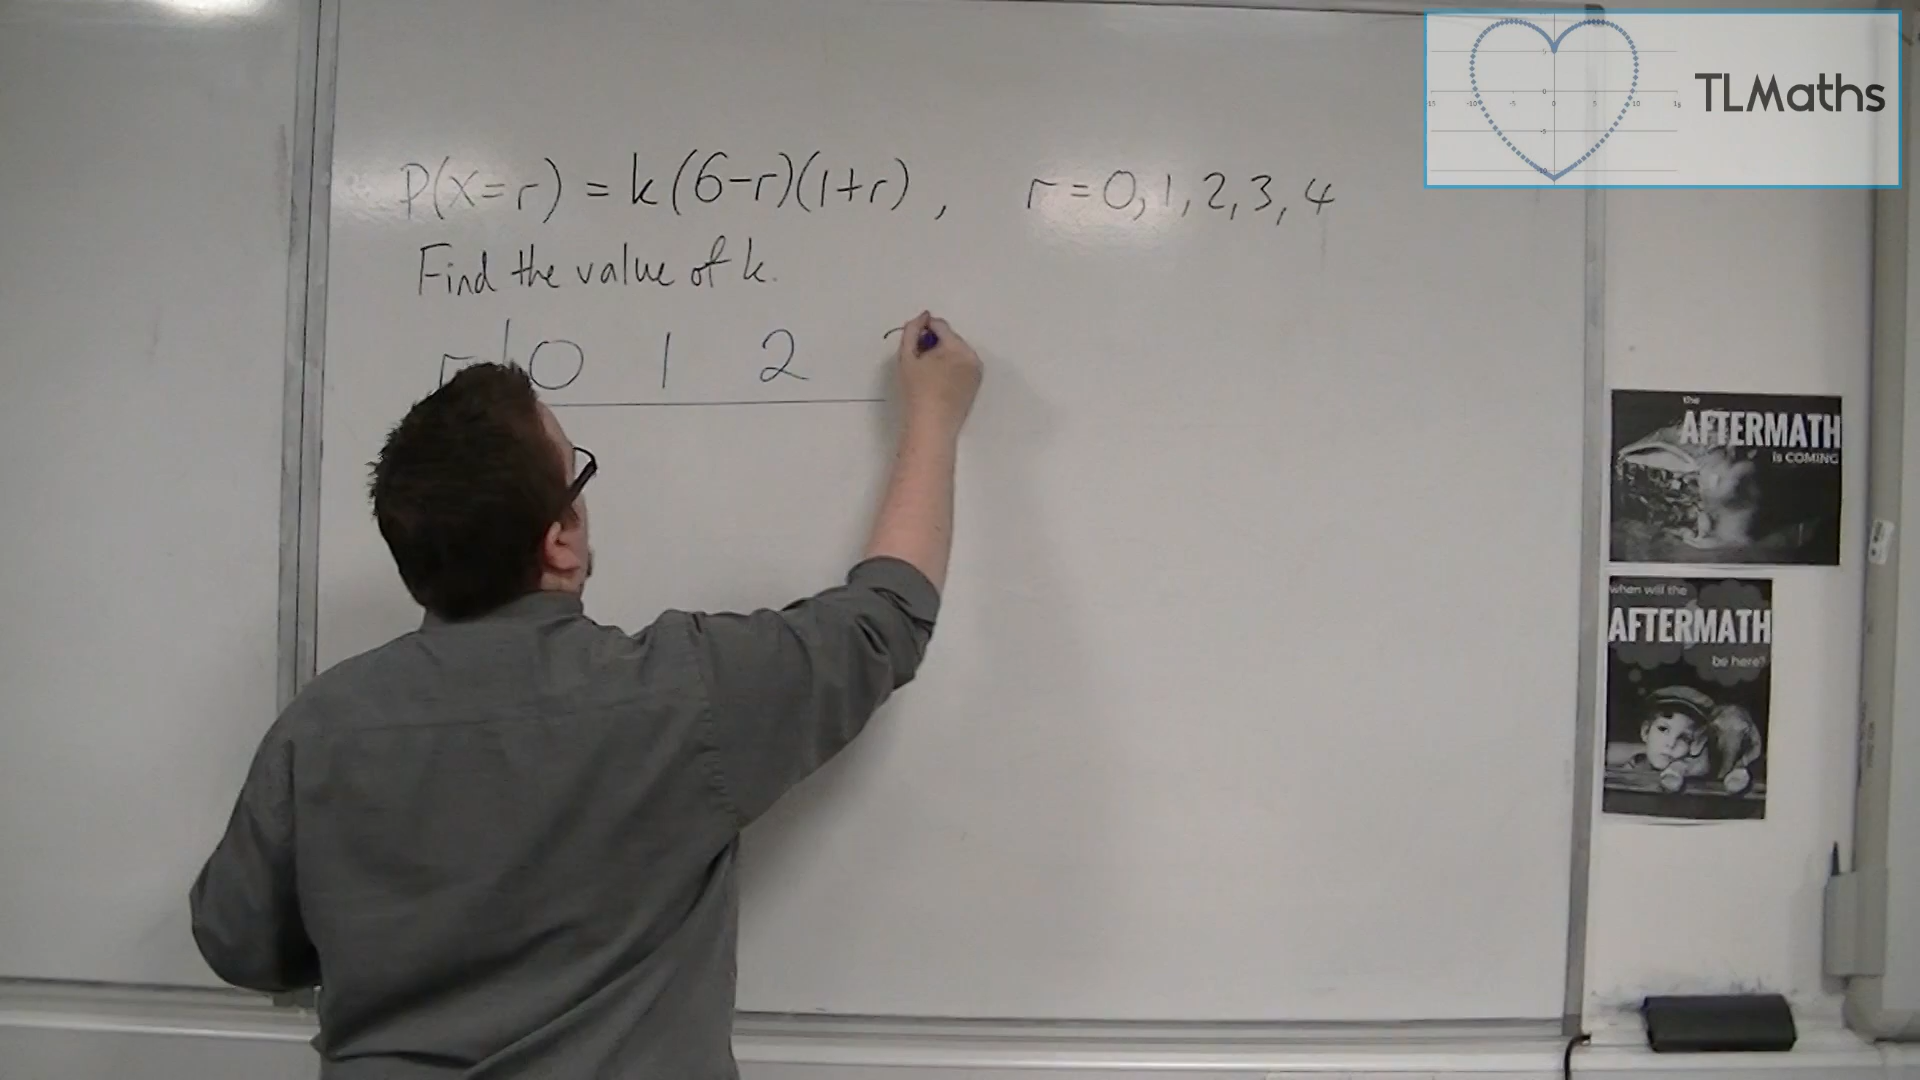 TLMaths
P(X=r) = k(6-r)(1+r), r=0,1,2,3,4
Find the value of k.
r 0 1 2
the
AFTERMATH
is COMING
when will the
AFTERMATH
be here?